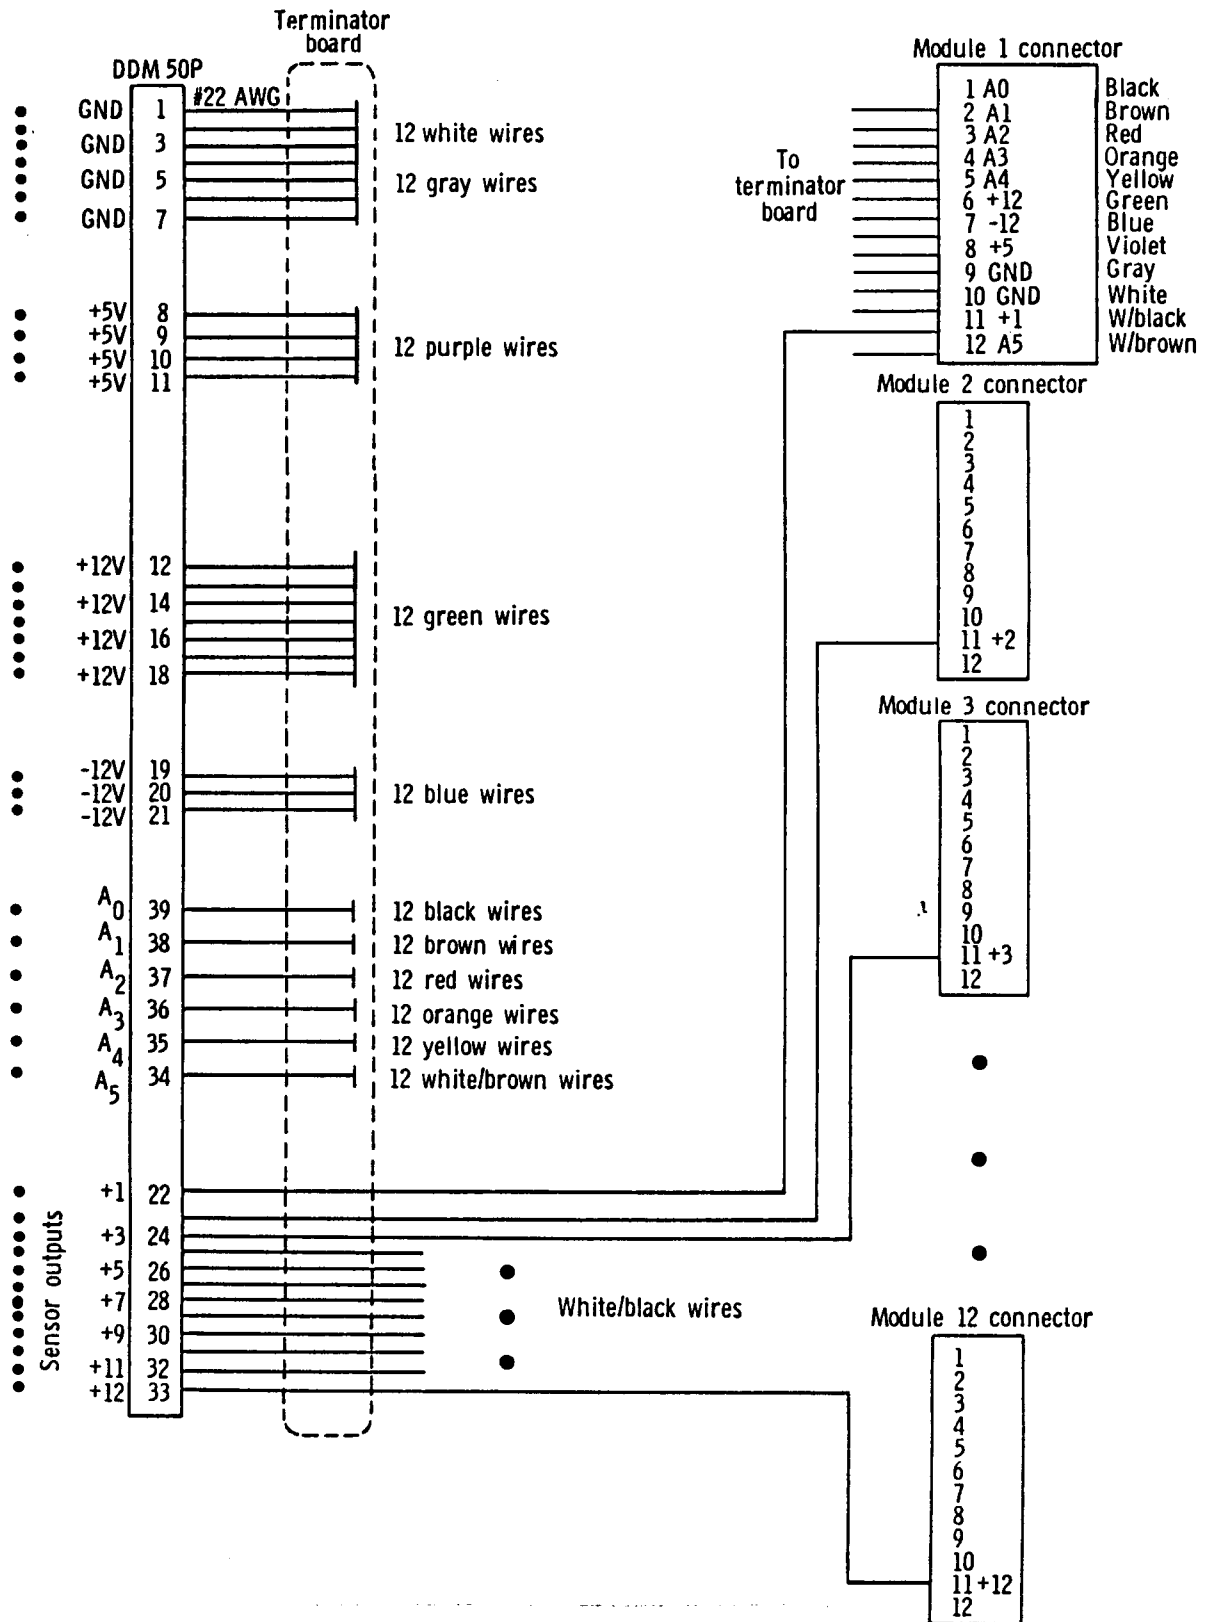 Terminator
board
DDM 50P
#22 AWG
GND 1
GND 3
GND 5
GND 7
12 white wires
12 gray wires
+5V 8
+5V 9
+5V 10
+5V 11
12 purple wires
+12V 12
+12V 14
+12V 16
+12V 18
12 green wires
-12V 19
-12V 20
-12V 21
12 blue wires
A0 39 12 black wires
A1 38 12 brown wires
A2 37 12 red wires
A3 36 12 orange wires
A4 35 12 yellow wires
A5 34 12 white/brown wires
Sensor outputs
+1 22
+3 24
+5 26
+7 28
+9 30
+11 32
+12 33
White/black wires
To
terminator
board
Module 1 connector
1 A0 Black
2 A1 Brown
3 A2 Red
4 A3 Orange
5 A4 Yellow
6 +12 Green
7 -12 Blue
8 +5 Violet
9 GND Gray
10 GND White
11 +1 W/black
12 A5 W/brown
Module 2 connector
1
2
3
4
5
6
7
8
9
10
11 +2
12
Module 3 connector
1
2
3
4
5
6
7
8
9
10
11 +3
12
Module 12 connector
1
2
3
4
5
6
7
8
9
10
11 +12
12